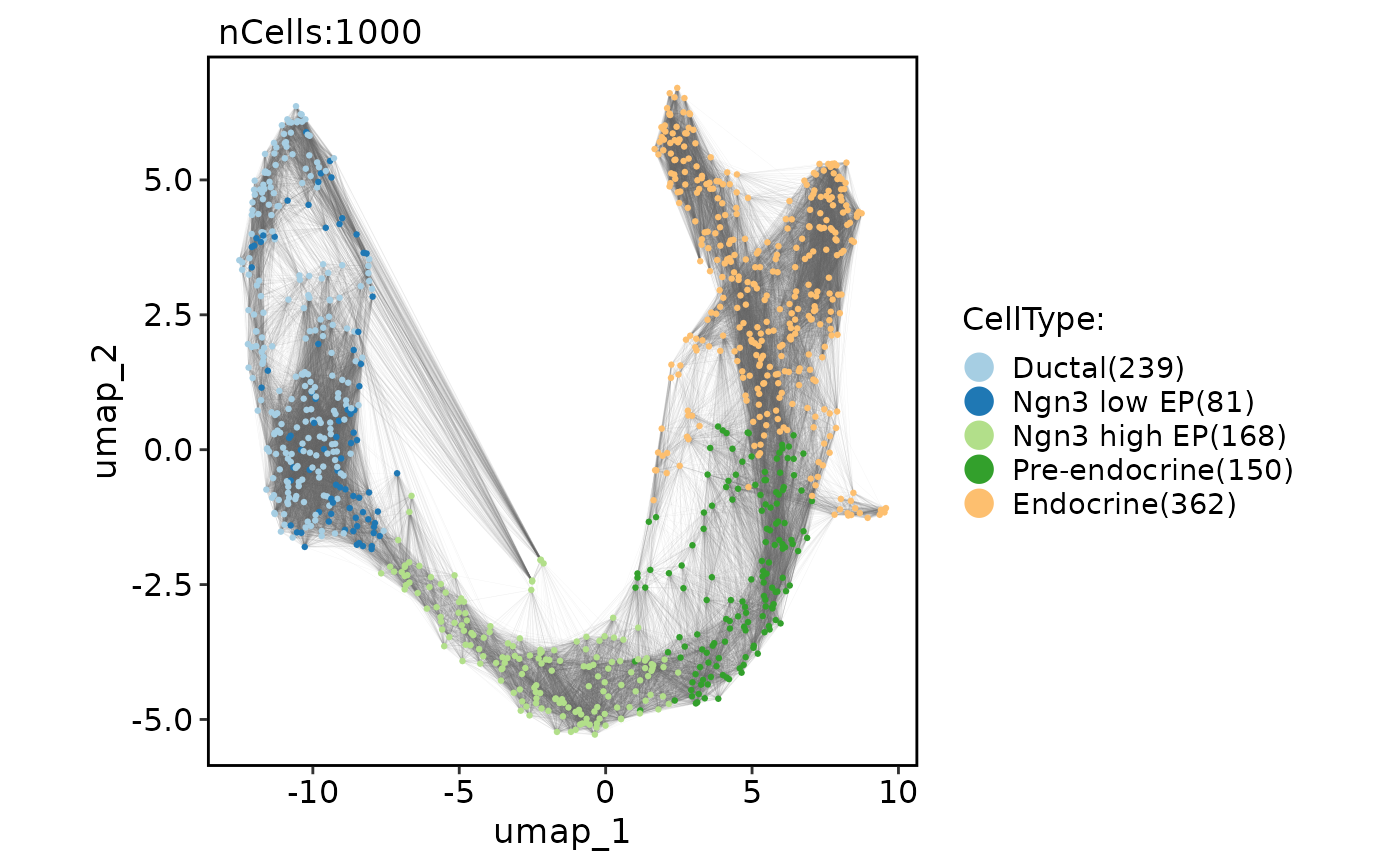 nCells:1000
umap_2
5.0
2.5
0.0
-2.5
-5.0
-10
-5
0
5
10
umap_1
CellType:
Ductal(239)
Ngn3 low EP(81)
Ngn3 high EP(168)
Pre-endocrine(150)
Endocrine(362)